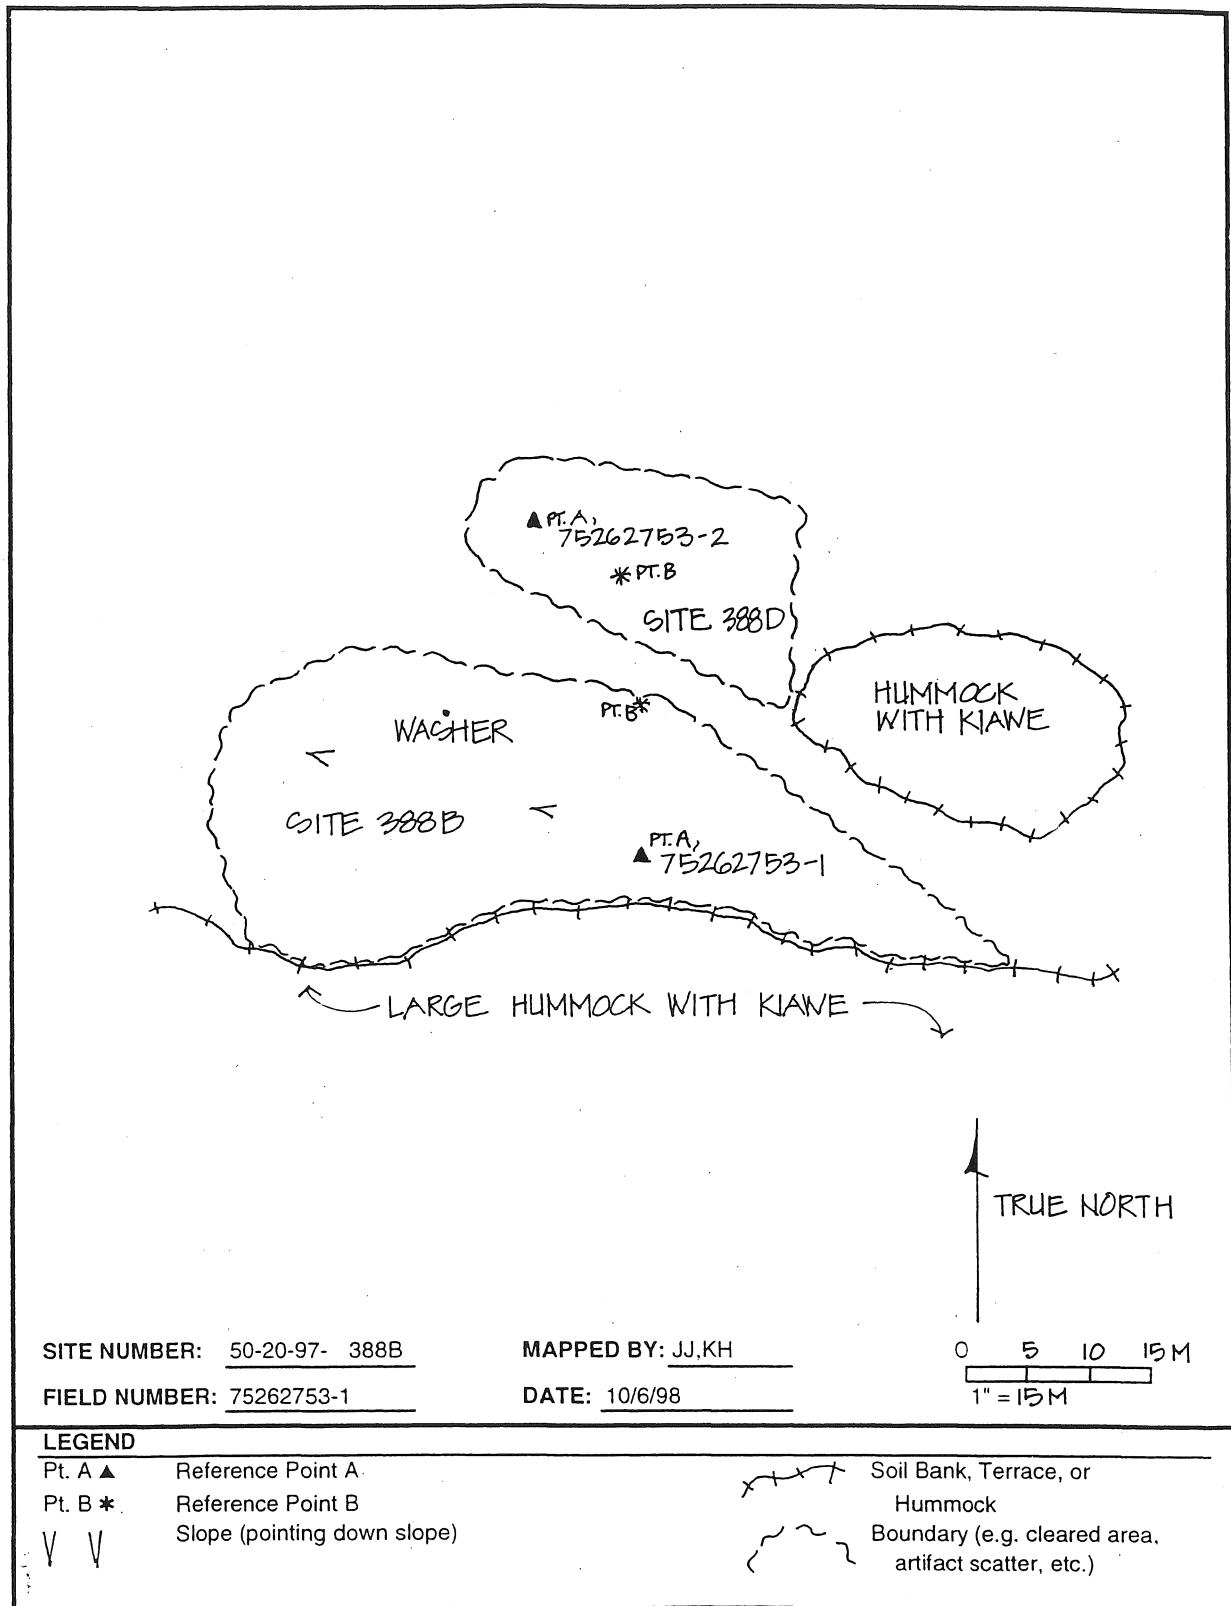 PT. A,
75262753-2
PT. B
SITE 388D
HUMMOCK
WITH KIAWE
PT. B
WASHER
SITE 388B
PT. A,
75262753-1
LARGE HUMMOCK WITH KIAWE
TRUE NORTH
SITE NUMBER: 50-20-97- 388B
MAPPED BY: JJ,KH
0 5 10 15 M
FIELD NUMBER: 75262753-1
DATE: 10/6/98
1" = 15 M
LEGEND
Pt. A Reference Point A
Pt. B Reference Point B
Slope (pointing down slope)
Soil Bank, Terrace, or
Hummock
Boundary (e.g. cleared area,
artifact scatter, etc.)